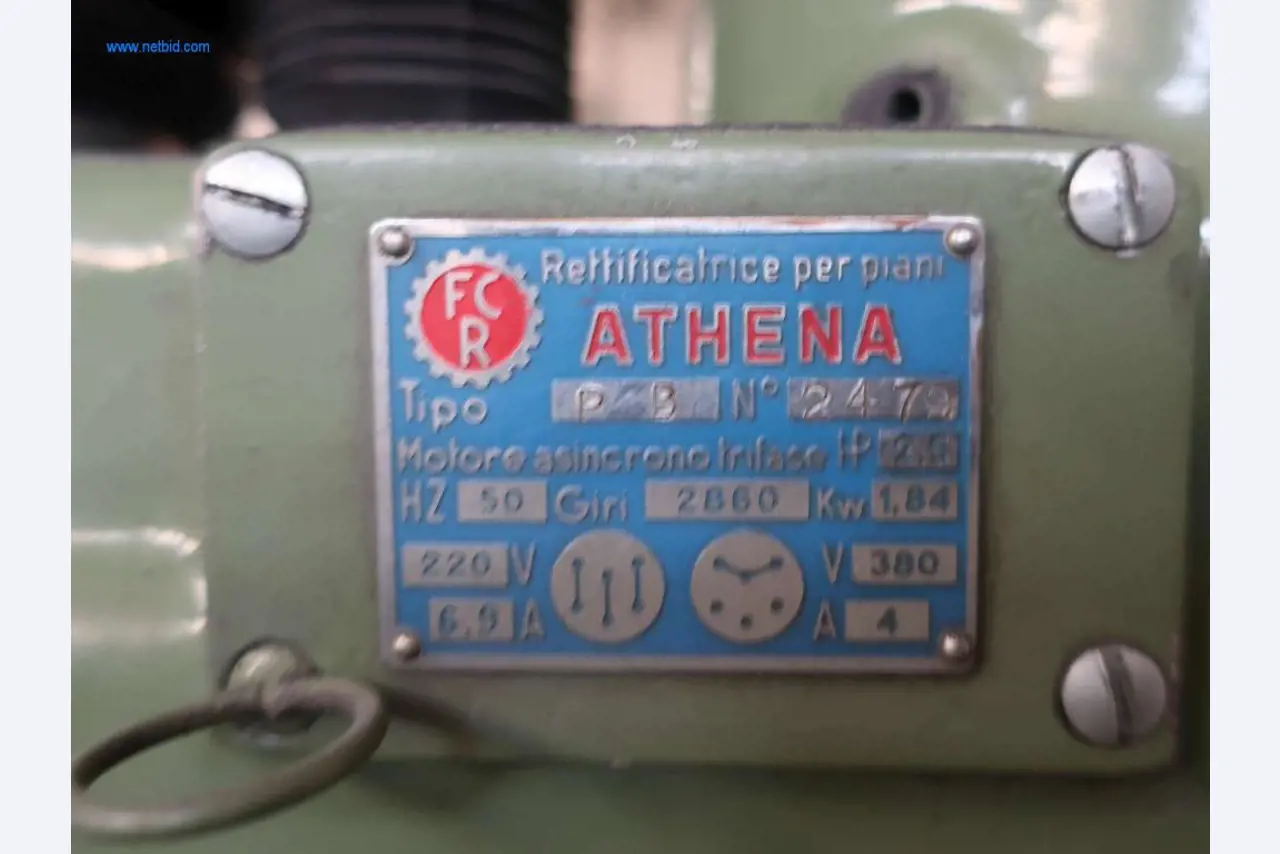 www.netbid.com
FC
R
Rettificatrice per piani
ATHENA
Tipo P B N° 2479
Motore asincrono trifase HP 2,5
HZ 50 Giri 2860 Kw 1,84
220 V V 380
6,9 A A 4